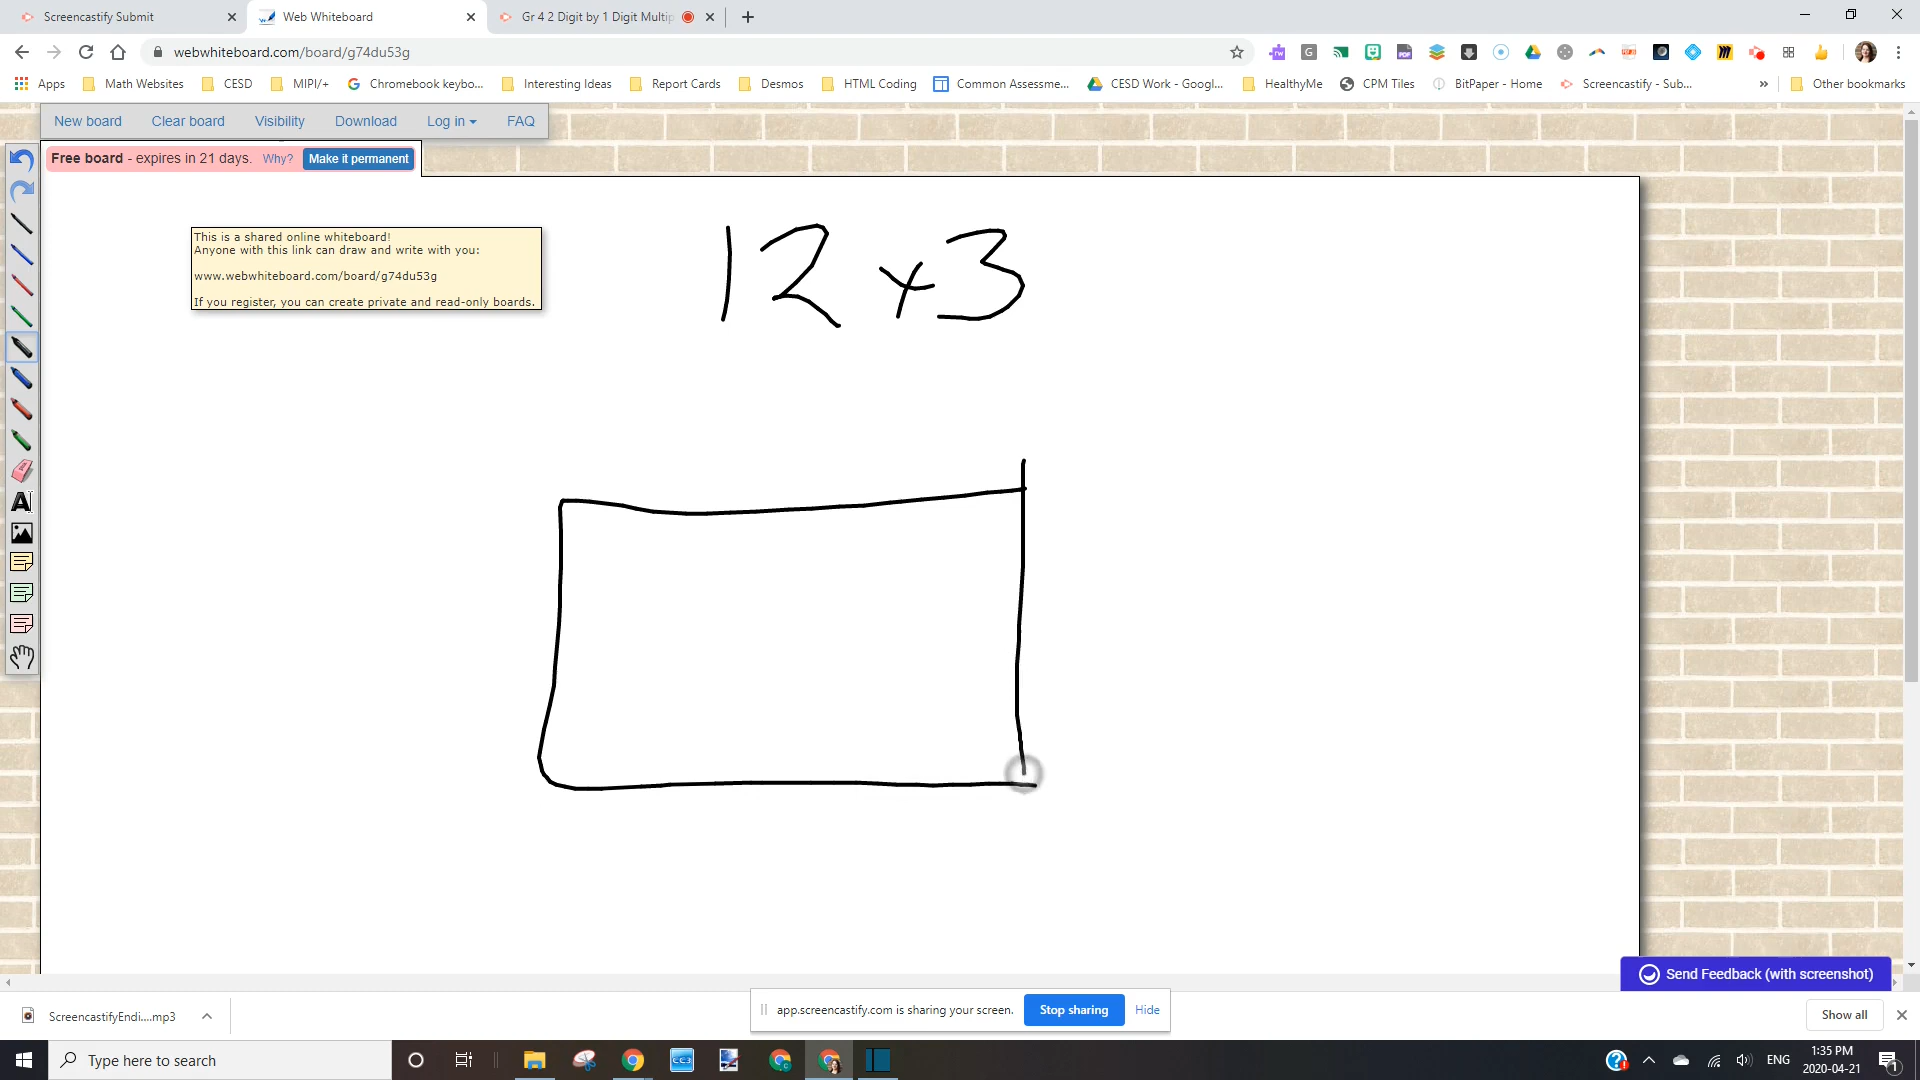 Screencastify Submit
Web Whiteboard
Gr 4 2 Digit by 1 Digit Multip
webwhiteboard.com/board/g74du53g
Apps
Math Websites
CESD
MIPI/+
Chromebook keybo...
Interesting Ideas
Report Cards
Desmos
HTML Coding
Common Assessme...
CESD Work - Googl...
HealthyMe
CPM Tiles
BitPaper - Home
Screencastify - Sub...
»
Other bookmarks
New board
Clear board
Visibility
Download
Log in
FAQ
Free board - expires in 21 days. Why? Make it permanent
This is a shared online whiteboard!
Anyone with this link can draw and write with you:
www.webwhiteboard.com/board/g74du53g
If you register, you can create private and read-only boards.
12 x 3
A
Send Feedback (with screenshot)
app.screencastify.com is sharing your screen.
Stop sharing
Hide
ScreencastifyEndi....mp3
Show all
Type here to search
ENG
1:35 PM
2020-04-21